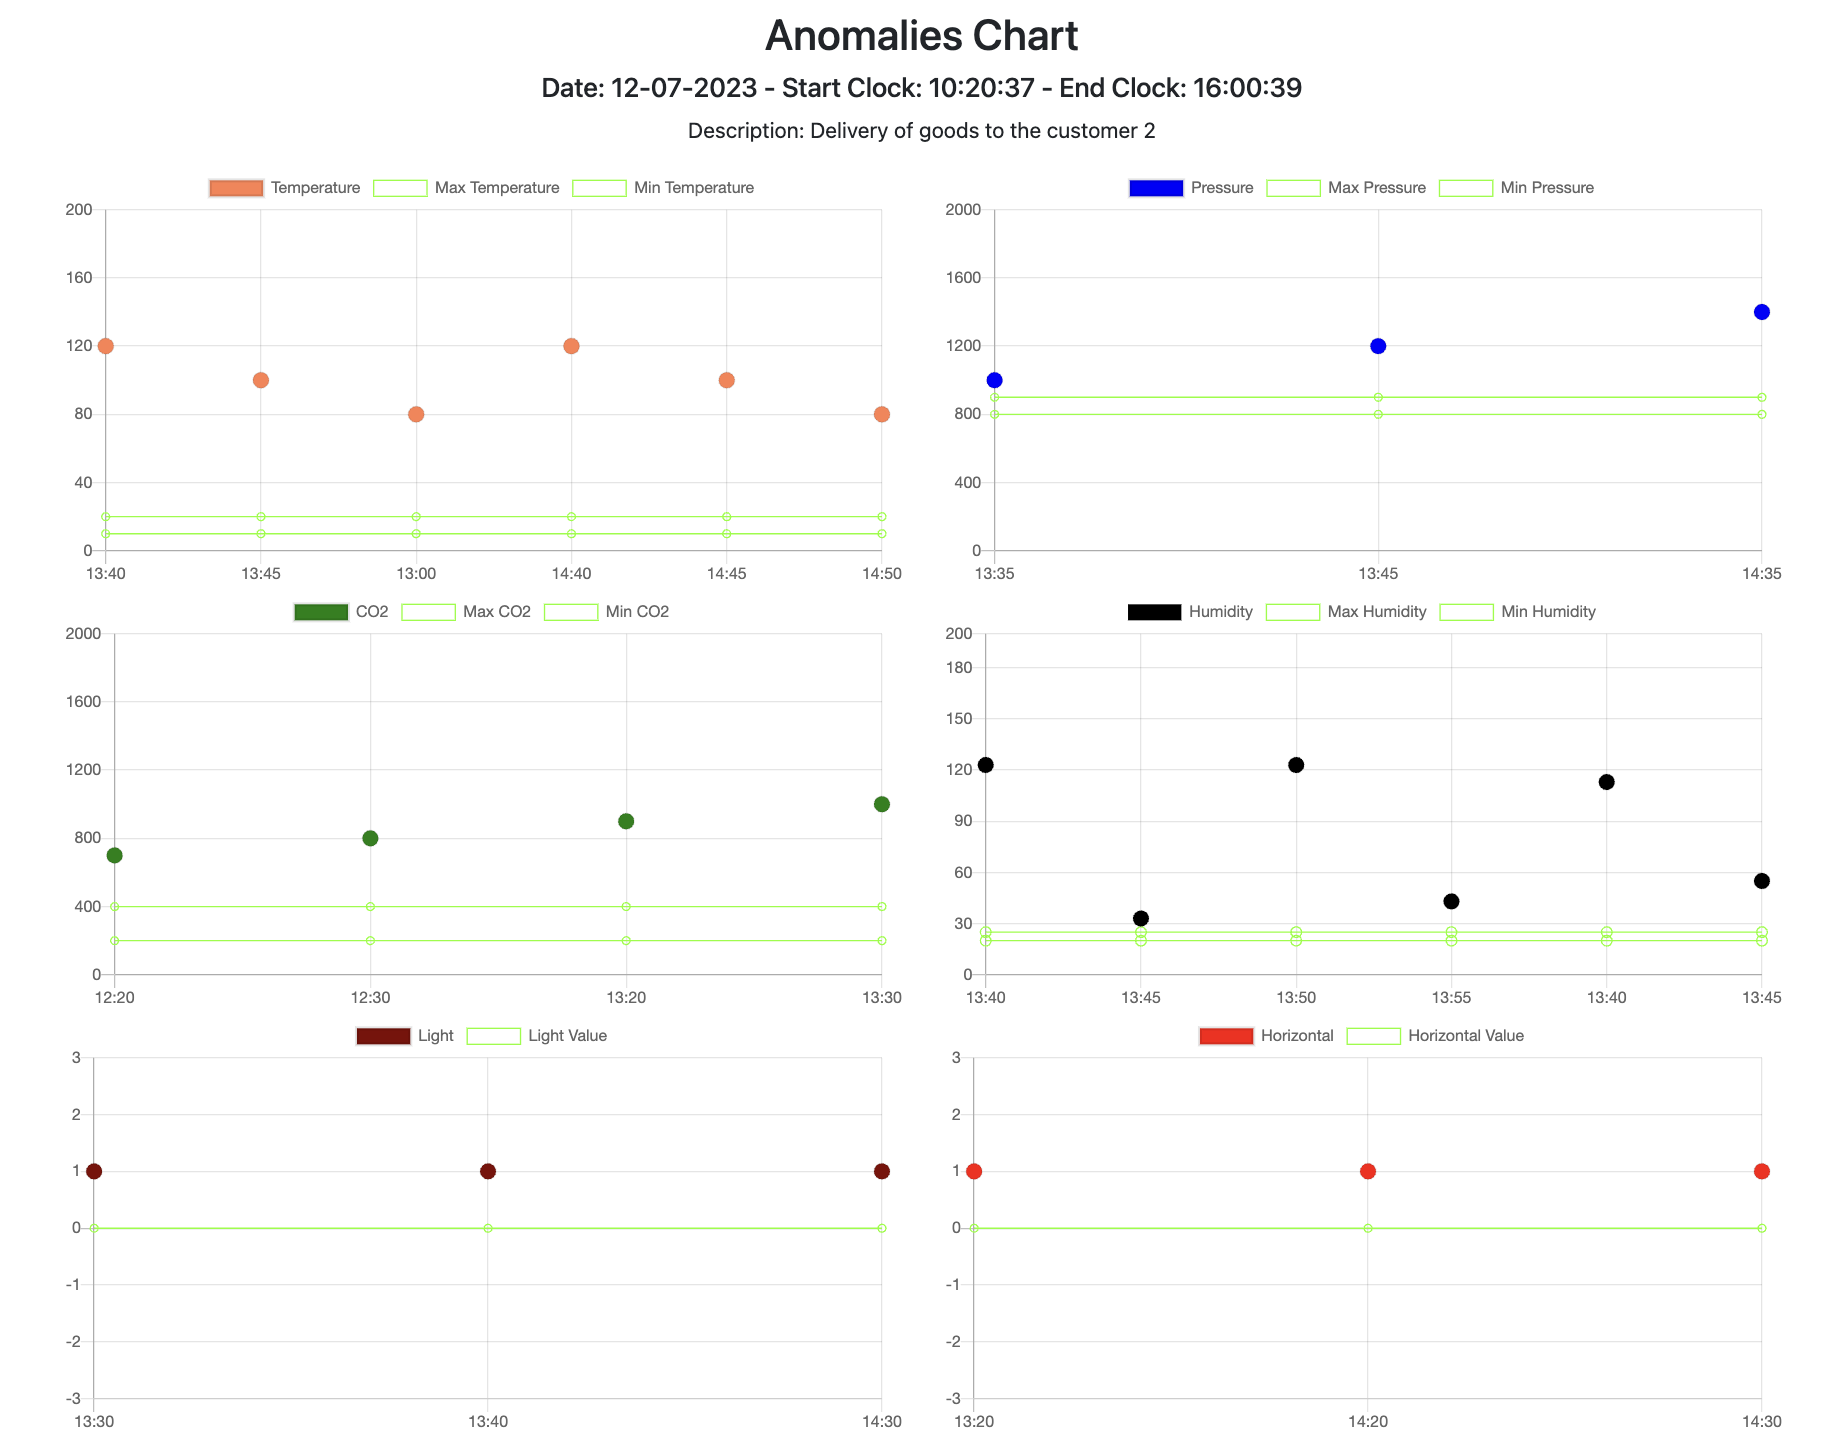 Anomalies Chart
Date: 12-07-2023 - Start Clock: 10:20:37 - End Clock: 16:00:39
Description: Delivery of goods to the customer 2
Temperature Max Temperature Min Temperature
200
160
120
80
40
0
13:40 13:45 13:00 14:40 14:45 14:50
Pressure Max Pressure Min Pressure
2000
1600
1200
800
400
0
13:35 13:45 14:35
CO2 Max CO2 Min CO2
2000
1600
1200
800
400
0
12:20 12:30 13:20 13:30
Humidity Max Humidity Min Humidity
200
180
150
120
90
60
30
0
13:40 13:45 13:50 13:55 13:40 13:45
Light Light Value
3
2
1
0
-1
-2
-3
13:30 13:40 14:30
Horizontal Horizontal Value
3
2
1
0
-1
-2
-3
13:20 14:20 14:30